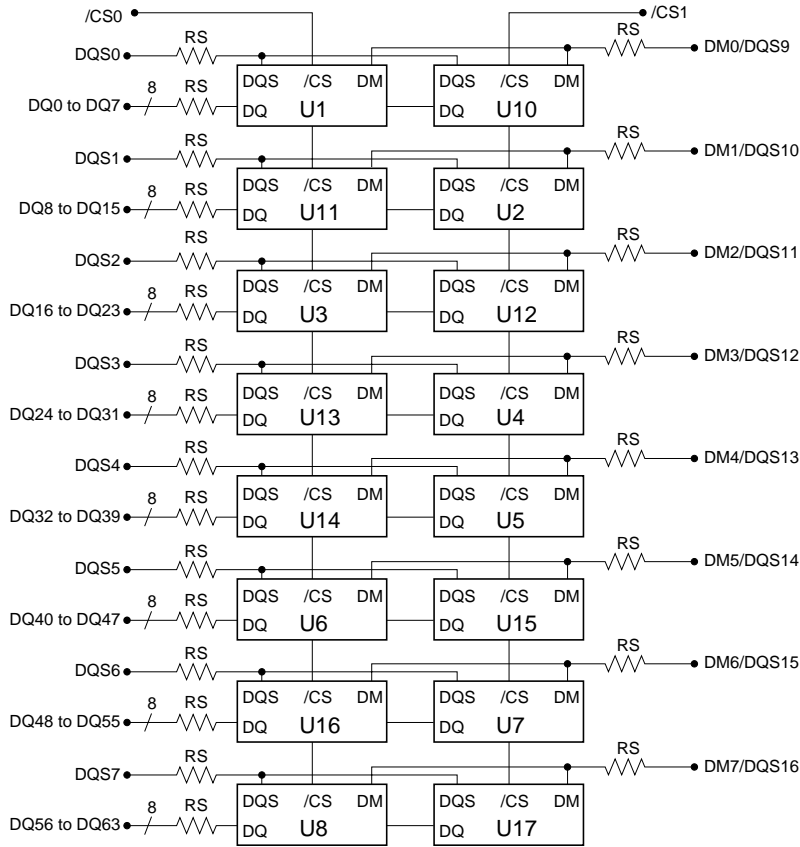 /CS0 /CS1
RS RS
DQS0 DM0/DQS9
8 RS DQS /CS DM DQS /CS DM
DQ0 to DQ7 DQ U1 DQ U10
RS RS
DQS1 DM1/DQS10
8 RS DQS /CS DM DQS /CS DM
DQ8 to DQ15 DQ U11 DQ U2
RS RS
DQS2 DM2/DQS11
8 RS DQS /CS DM DQS /CS DM
DQ16 to DQ23 DQ U3 DQ U12
RS RS
DQS3 DM3/DQS12
8 RS DQS /CS DM DQS /CS DM
DQ24 to DQ31 DQ U13 DQ U4
RS RS
DQS4 DM4/DQS13
8 RS DQS /CS DM DQS /CS DM
DQ32 to DQ39 DQ U14 DQ U5
RS RS
DQS5 DM5/DQS14
8 RS DQS /CS DM DQS /CS DM
DQ40 to DQ47 DQ U6 DQ U15
RS RS
DQS6 DM6/DQS15
8 RS DQS /CS DM DQS /CS DM
DQ48 to DQ55 DQ U16 DQ U7
RS RS
DQS7 DM7/DQS16
8 RS DQS /CS DM DQS /CS DM
DQ56 to DQ63 DQ U8 DQ U17